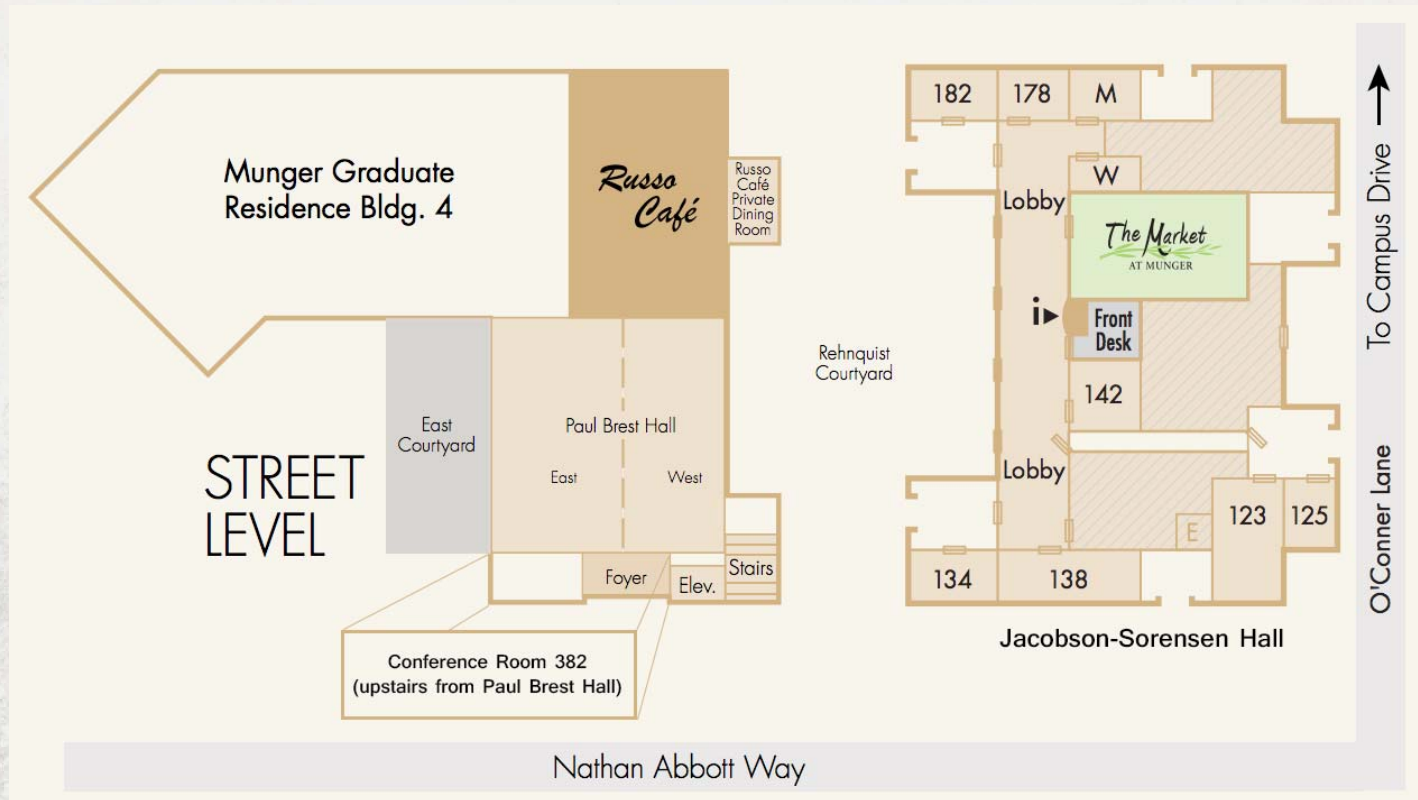 Munger Graduate
Residence Bldg. 4
Russo
Café
Russo
Café
Private
Dining
Room
East
Courtyard
Paul Brest Hall
East
West
STREET
LEVEL
Foyer
Elev.
Stairs
Conference Room 382
(upstairs from Paul Brest Hall)
Rehnquist
Courtyard
182
178
M
W
Lobby
The Market
AT MUNGER
i
Front
Desk
142
Lobby
E
123
125
134
138
Jacobson-Sorensen Hall
To Campus Drive
O'Conner Lane
Nathan Abbott Way